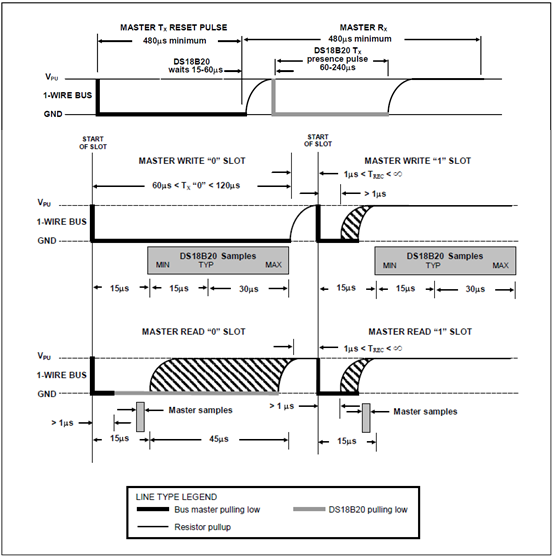 MASTER TX RESET PULSE
MASTER RX
480µs minimum
480µs minimum
DS18B20 TX
presence pulse
60-240µs
DS18B20
waits 15-60µs
VPU
1-WIRE BUS
GND
START
OF SLOT
START
OF SLOT
MASTER WRITE “0” SLOT
MASTER WRITE “1” SLOT
60µs < TX “0” < 120µs
1µs < TREC < ∞
> 1µs
VPU
1-WIRE BUS
GND
DS18B20 Samples
MIN TYP MAX
DS18B20 Samples
MIN TYP MAX
15µs 15µs 30µs
15µs 15µs 30µs
MASTER READ “0” SLOT
MASTER READ “1” SLOT
1µs < TREC < ∞
VPU
1-WIRE BUS
GND
> 1µs
Master samples
> 1 µs
Master samples
15µs 45µs
15µs
LINE TYPE LEGEND
Bus master pulling low
DS18B20 pulling low
Resistor pullup